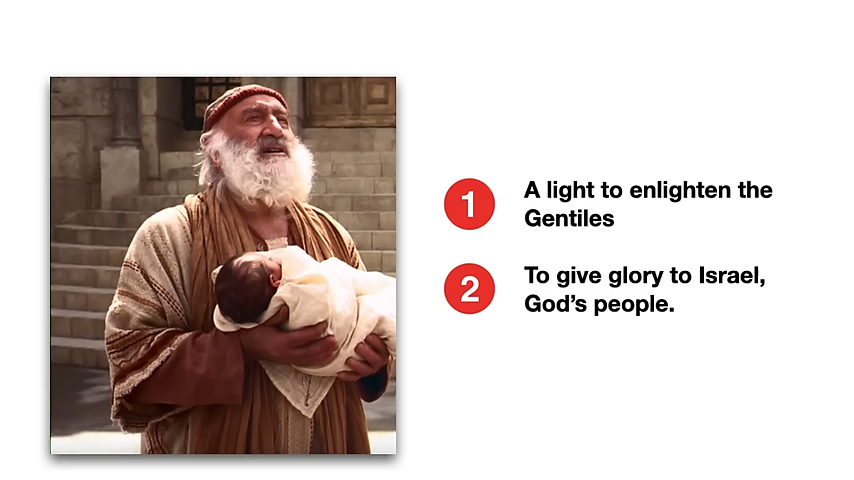 1
A light to enlighten the
Gentiles
2
To give glory to Israel,
God’s people.